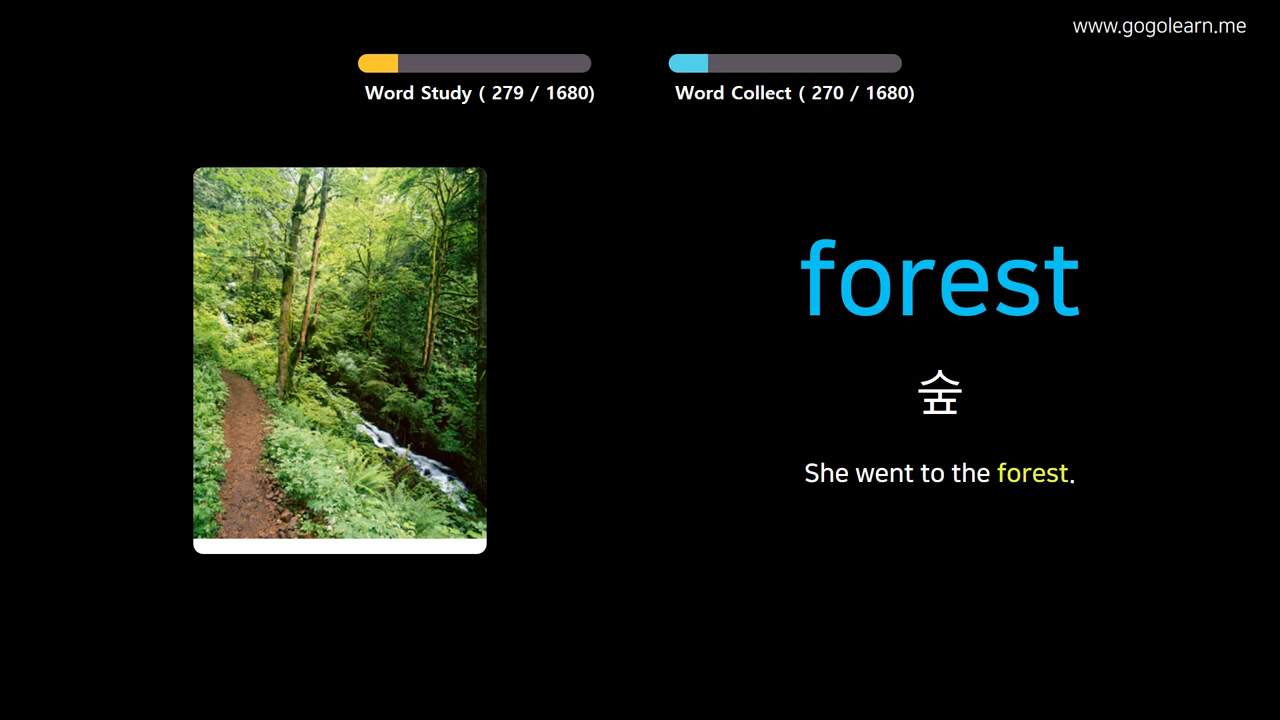 www.gogolearn.me
Word Study ( 279 / 1680)
Word Collect ( 270 / 1680)
forest
숲
She went to the forest.